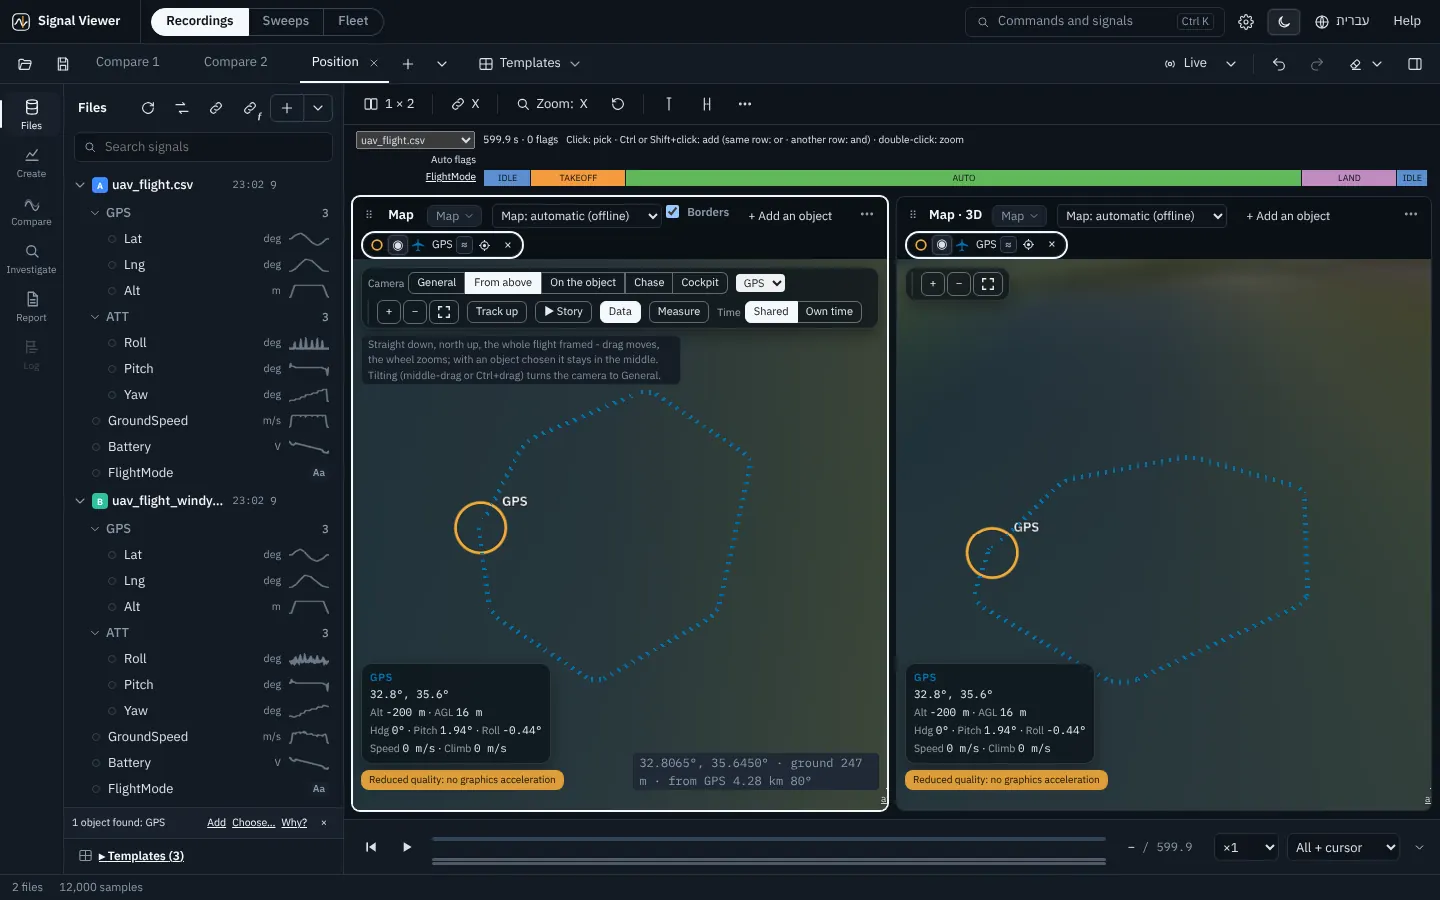 Signal Viewer
Recordings
Sweeps
Fleet
Commands and signals
Ctrl K
עברית
Help
Compare 1
Compare 2
Position
Templates
Live
Files
Create
Compare
Investigate
Report
Log
Files
Search signals
A uav_flight.csv 23:02 9
GPS 3
Lat deg
Lng deg
Alt m
ATT 3
Roll deg
Pitch deg
Yaw deg
GroundSpeed m/s
Battery V
FlightMode Aa
B uav_flight_windy... 23:02 9
GPS 3
Lat deg
Lng deg
Alt m
ATT 3
Roll deg
Pitch deg
Yaw deg
GroundSpeed m/s
Battery V
FlightMode Aa
1 object found: GPS Add Choose... Why? ×
▸ Templates (3)
2 files 12,000 samples
1 × 2
X
Zoom: X
uav_flight.csv
599.9 s · 0 flags Click: pick · Ctrl or Shift+click: add (same row: or · another row: and) · double-click: zoom
Auto flags
FlightMode IDLE TAKEOFF AUTO LAND IDLE
Map
Map
Map: automatic (offline)
Borders
+ Add an object
GPS ≈ ×
Camera General From above On the object Chase Cockpit GPS
+ − Track up ▶ Story Data Measure Time Shared Own time
Straight down, north up, the whole flight framed - drag moves,
the wheel zooms; with an object chosen it stays in the middle.
Tilting (middle-drag or Ctrl+drag) turns the camera to General.
GPS
GPS
32.8°, 35.6°
Alt -200 m · AGL 16 m
Hdg 0° · Pitch 1.94° · Roll -0.44°
Speed 0 m/s · Climb 0 m/s
Reduced quality: no graphics acceleration
32.8065°, 35.6450° · ground 247
m · from GPS 4.28 km 80°
Map · 3D
Map
Map: automatic (offline)
+ Add an object
GPS ≈ ×
+ −
GPS
GPS
32.8°, 35.6°
Alt -200 m · AGL 16 m
Hdg 0° · Pitch 1.94° · Roll -0.44°
Speed 0 m/s · Climb 0 m/s
Reduced quality: no graphics acceleration
– / 599.9
×1
All + cursor